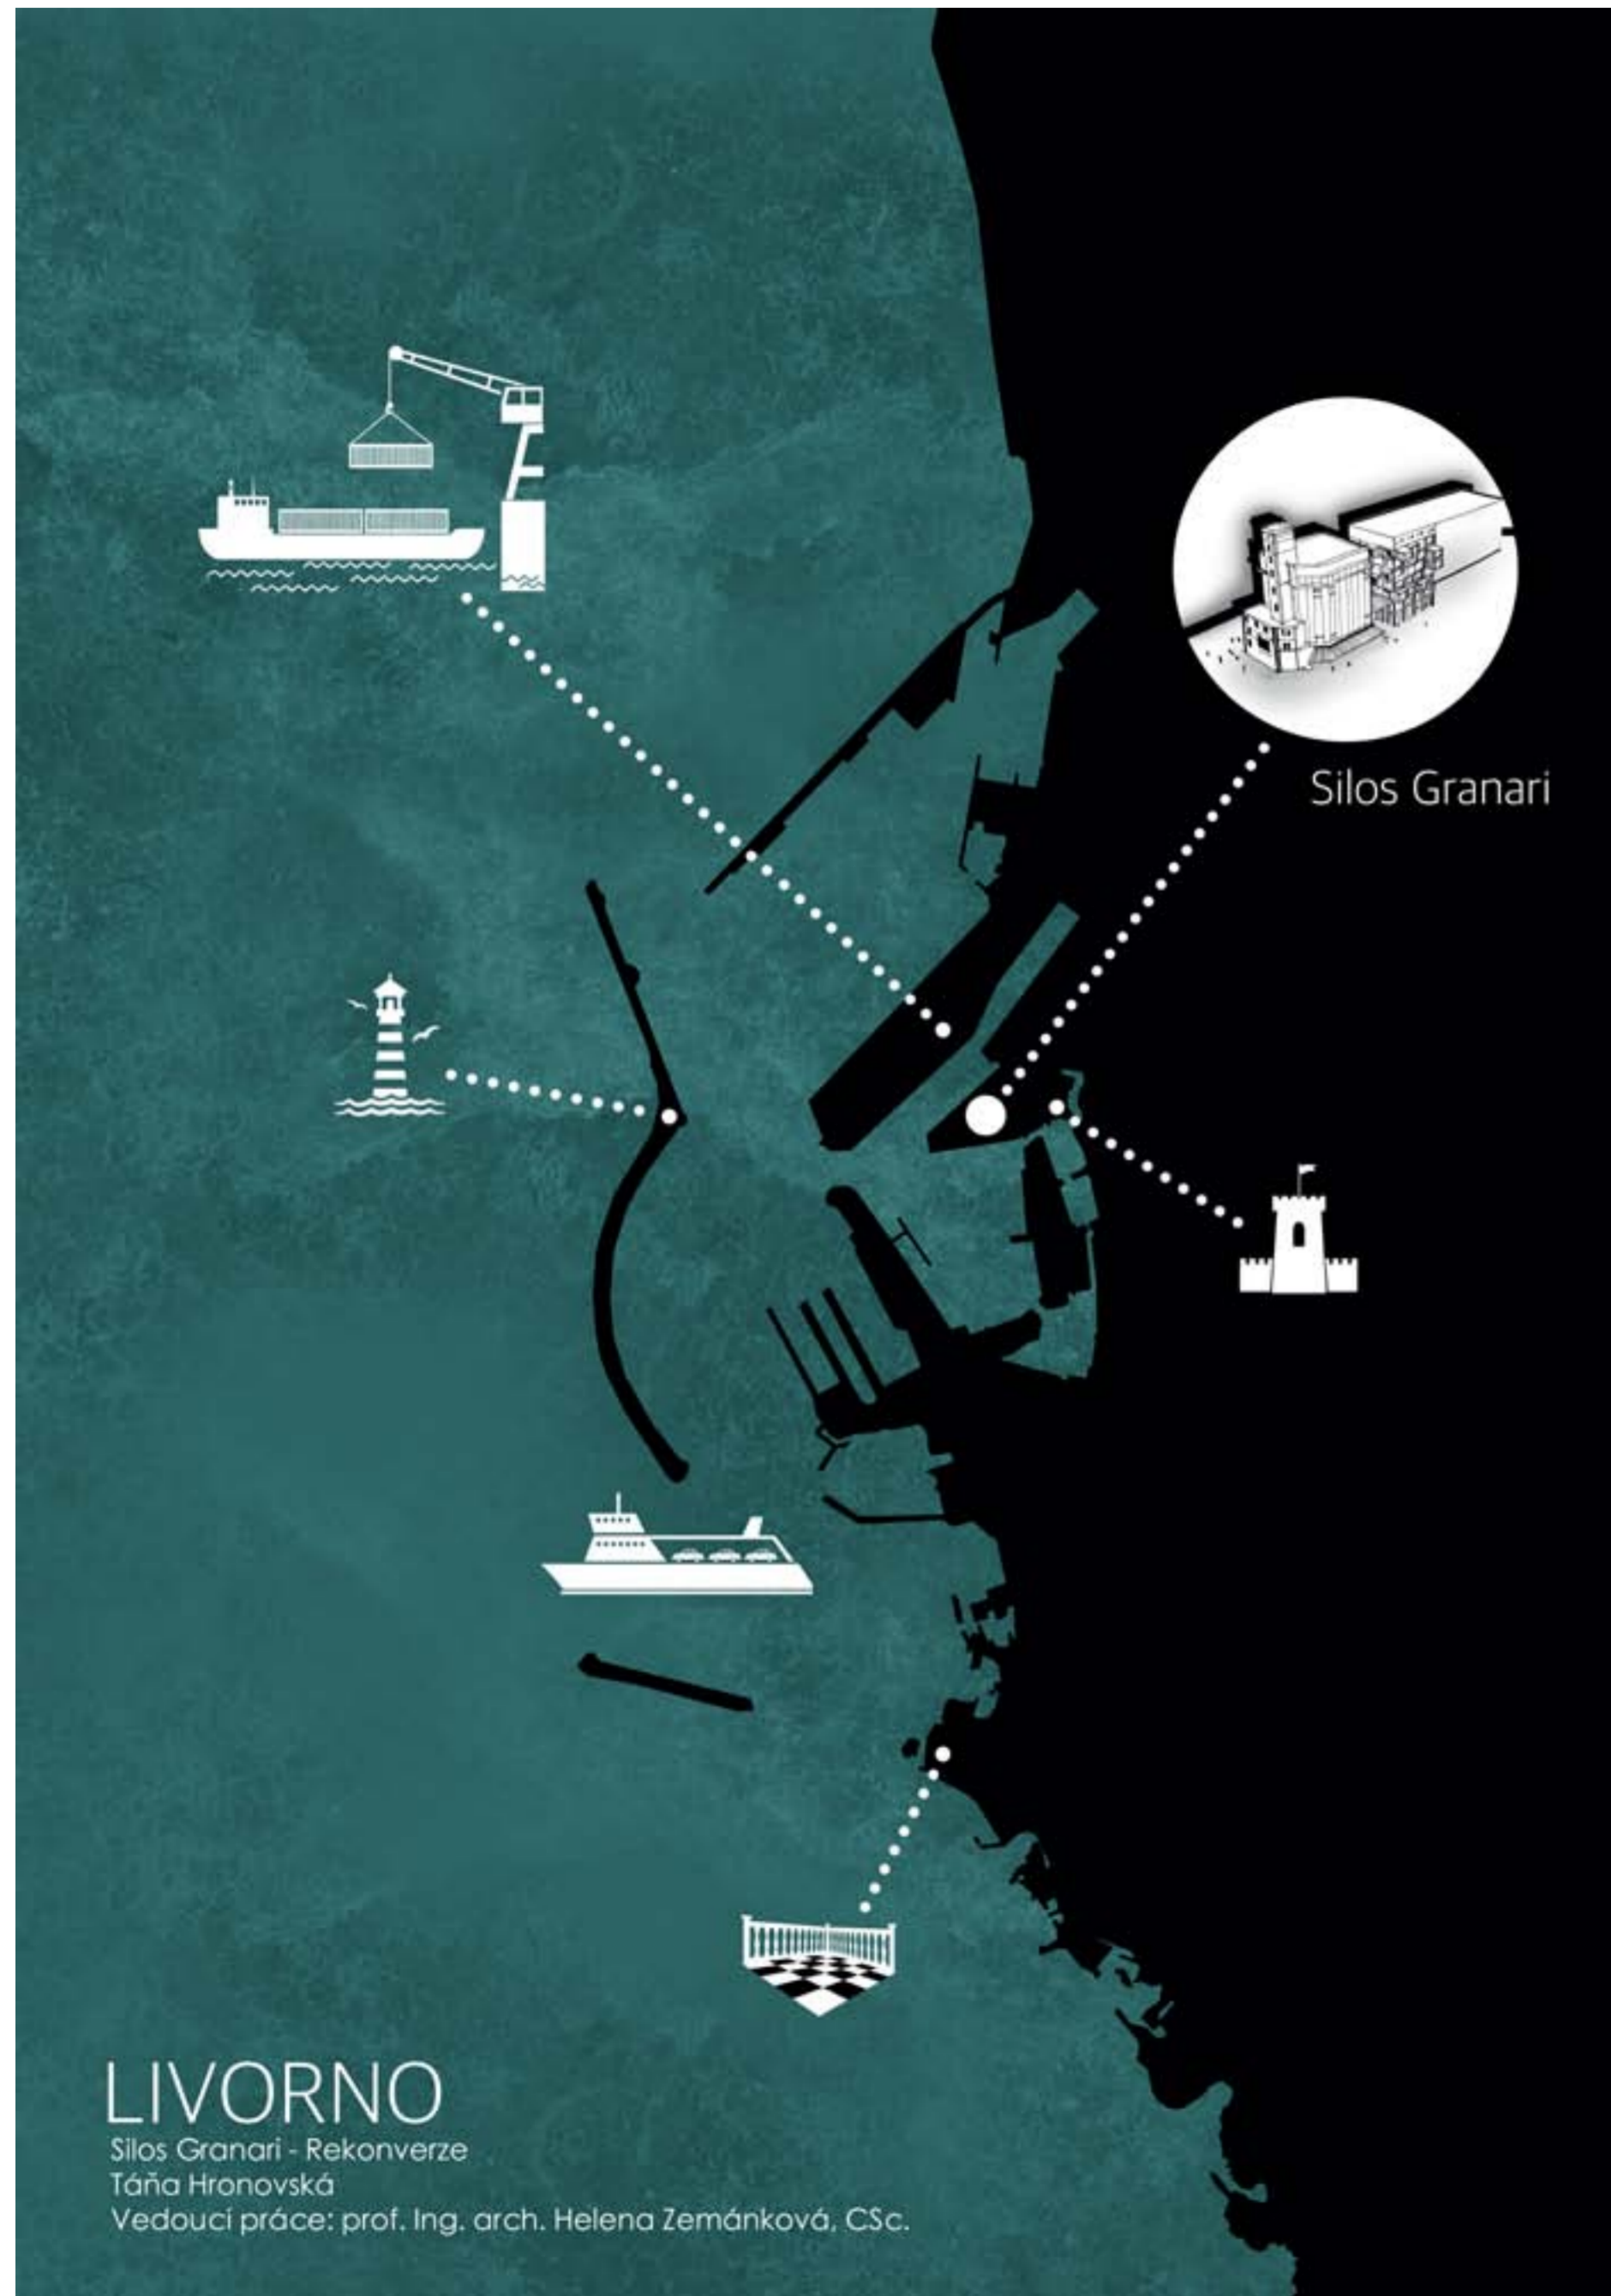 Silos Granari
LIVORNO
Silos Granari - Rekonverze
Táňa Hronovská
Vedoucí práce: prof. Ing. arch. Helena Zemánková, CSc.